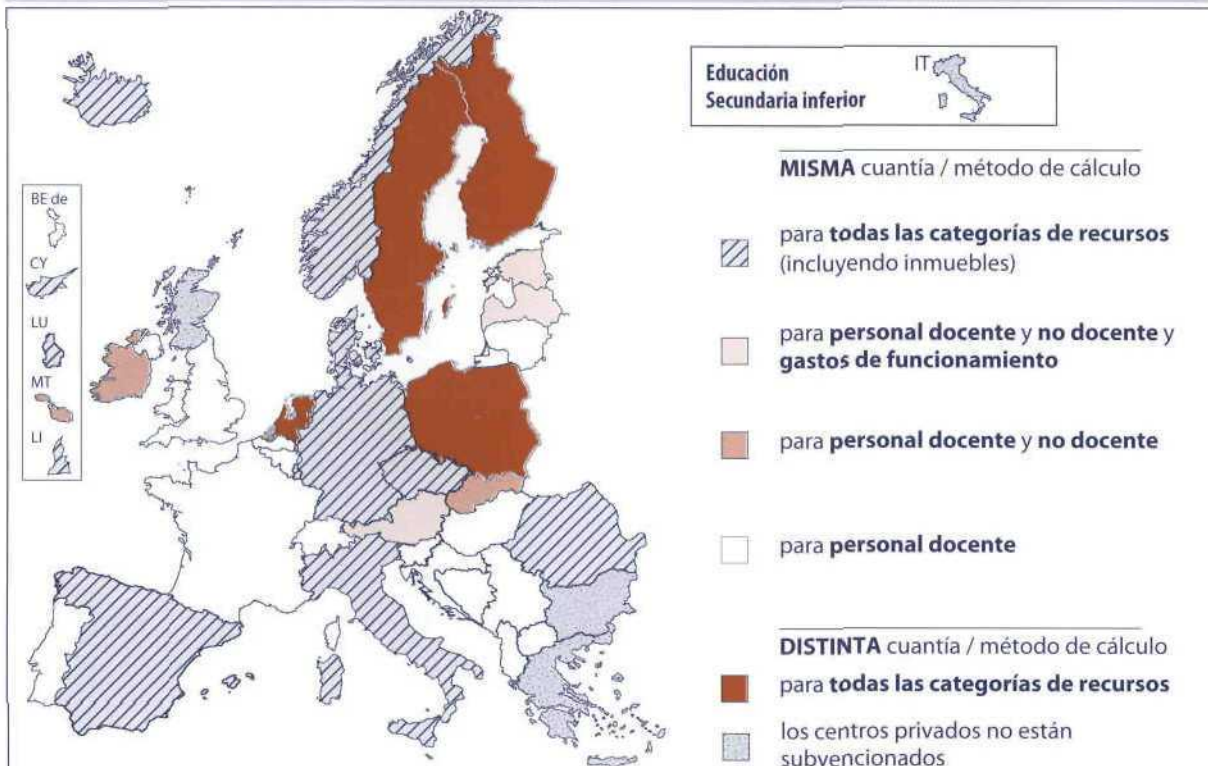 Educación
Secundaria inferior
IT
MISMA cuantía / método de cálculo
para todas las categorías de recursos
(incluyendo inmuebles)
para personal docente y no docente y
gastos de funcionamiento
para personal docente y no docente
para personal docente
DISTINTA cuantía / método de cálculo
para todas las categorías de recursos
los centros privados no están
subvencionados
BE de
CY
LU
MT
LI